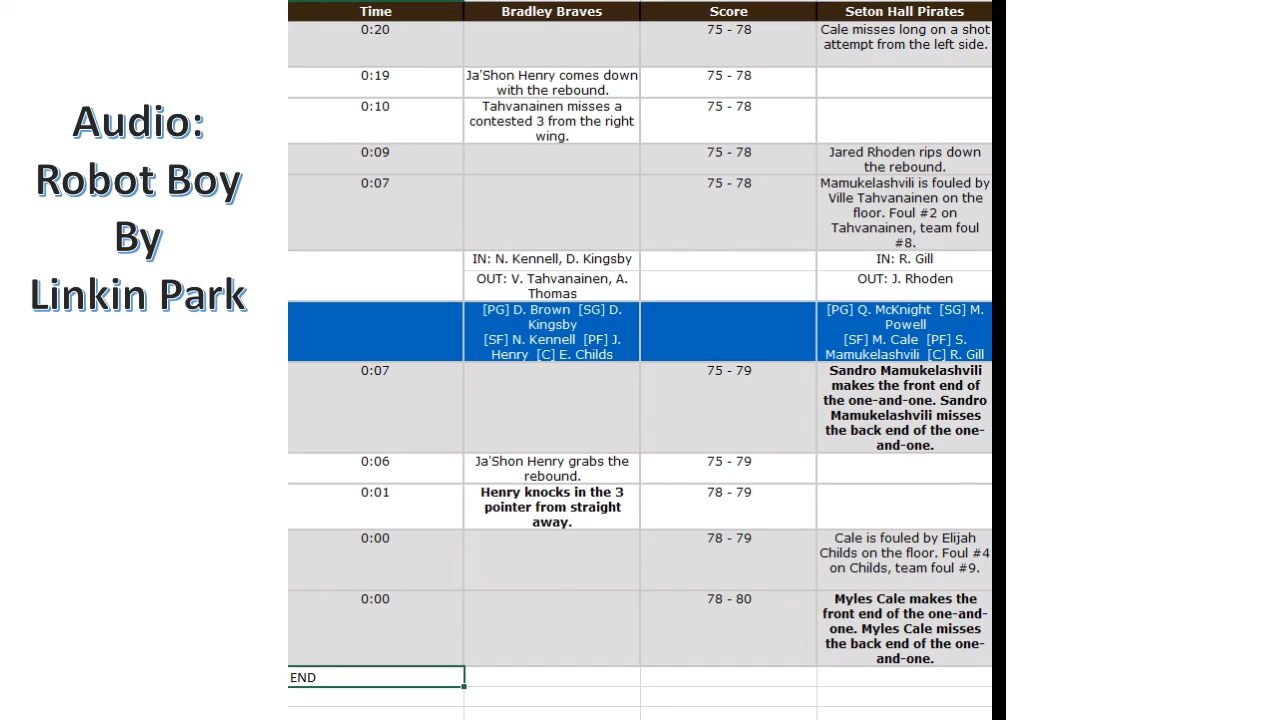 Audio:
Robot Boy
By
Linkin Park
Time Bradley Braves Score Seton Hall Pirates
0:20 75 - 78 Cale misses long on a shot
attempt from the left side.
0:19 Ja'Shon Henry comes down 75 - 78
with the rebound.
0:10 Tahvanainen misses a 75 - 78
contested 3 from the right
wing.
0:09 75 - 78 Jared Rhoden rips down
the rebound.
0:07 75 - 78 Mamukelashvili is fouled by
Ville Tahvanainen on the
floor. Foul #2 on
Tahvanainen, team foul
#8.
IN: N. Kennell, D. Kingsby IN: R. Gill
OUT: V. Tahvanainen, A. OUT: J. Rhoden
Thomas
[PG] D. Brown [SG] D. [PG] Q. McKnight [SG] M.
Kingsby Powell
[SF] N. Kennell [PF] J. [SF] M. Cale [PF] S.
Henry [C] E. Childs Mamukelashvili [C] R. Gill
0:07 75 - 79 Sandro Mamukelashvili
makes the front end of
the one-and-one. Sandro
Mamukelashvili misses
the back end of the one-
and-one.
0:06 Ja'Shon Henry grabs the 75 - 79
rebound.
0:01 Henry knocks in the 3 78 - 79
pointer from straight
away.
0:00 78 - 79 Cale is fouled by Elijah
Childs on the floor. Foul #4
on Childs, team foul #9.
0:00 78 - 80 Myles Cale makes the
front end of the one-and-
one. Myles Cale misses
the back end of the one-
and-one.
END